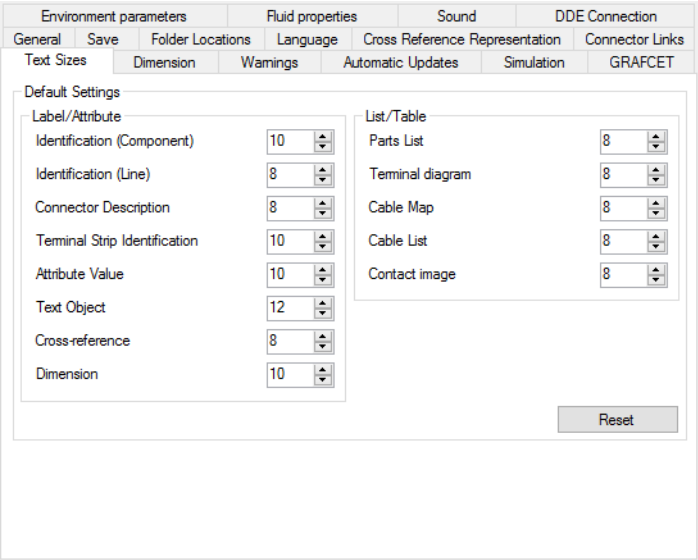 Environment parameters Fluid properties Sound DDE Connection
General Save Folder Locations Language Cross Reference Representation Connector Links
Text Sizes Dimension Warnings Automatic Updates Simulation GRAFCET
Default Settings
Label/Attribute
Identification (Component) 10
Identification (Line) 8
Connector Description 8
Terminal Strip Identification 10
Attribute Value 10
Text Object 12
Cross-reference 8
Dimension 10
List/Table
Parts List 8
Terminal diagram 8
Cable Map 8
Cable List 8
Contact image 8
Reset